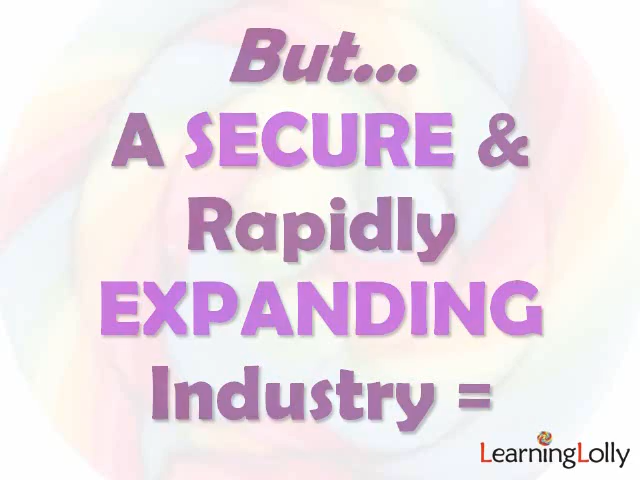 But...
A SECURE &
Rapidly
EXPANDING
Industry =
LearningLolly